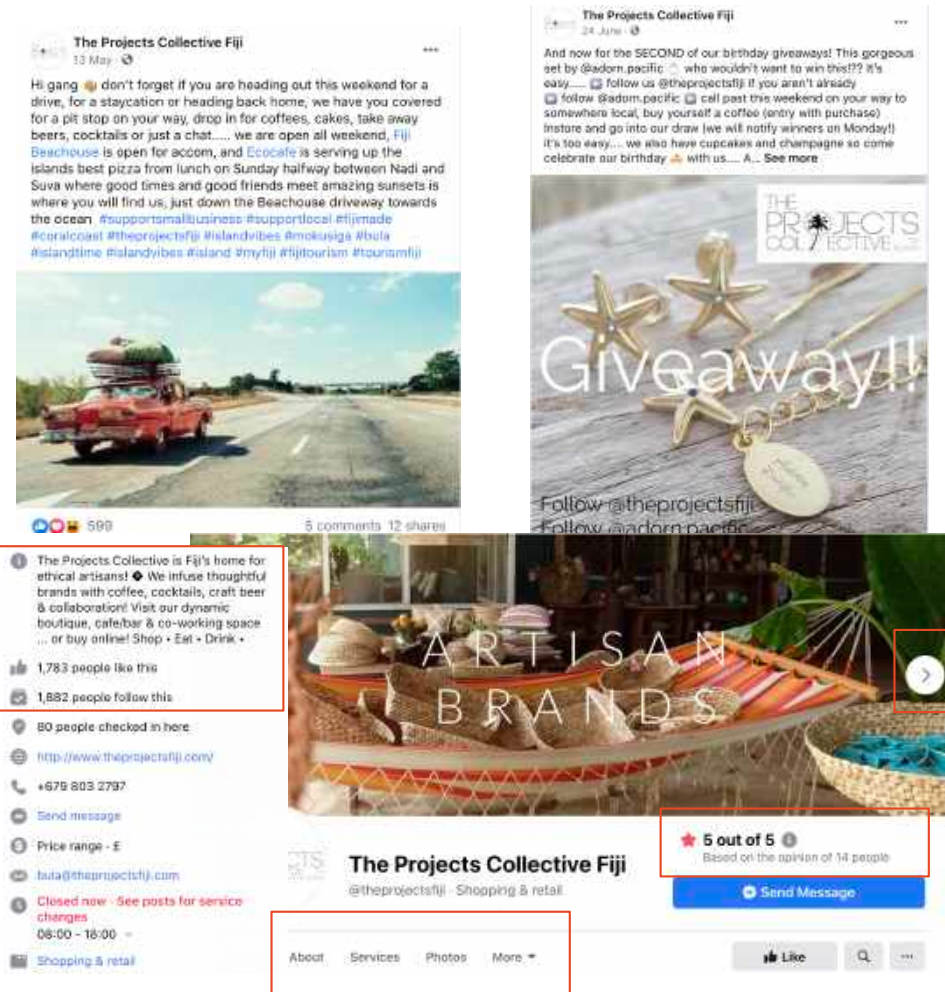 The Projects Collective Fiji
13 May
Hi gang don't forget if you are heading out this weekend for a
drive, for a staycation or heading back home, we have you covered
for a pit stop on your way, drop in for coffees, cakes, take away
beers, cocktails or just a chat..... we are open all weekend, Fiji
Beachouse is open for accom, and Ecocafe is serving up the
islands best pizza from lunch on Sunday halfway between Nadi and
Suva where good times and good friends meet amazing sunsets is
where you will find us, just down the Beachouse driveway towards
the ocean #supportsmallbusiness #supportlocal #fijimade
#coralcoast #theprojectsfiji #islandvibes #mokusiga #bula
#islandtime #islandvibes #island #myfiji #fijitourism #tourismfiji
599
5 comments 12 shares
The Projects Collective Fiji
24 June
And now for the SECOND of our birthday giveaways! This gorgeous
set by @adorn.pacific who wouldn't want to win this!?? It's
easy..... follow us @theprojectsfiji if you aren't already
follow @adorn.pacific call past this weekend on your way to
somewhere local, buy yourself a coffee (entry with purchase)
Instore and go into our draw (we will notify winners on Monday!)
it's too easy.... we also have cupcakes and champagne so come
celebrate our birthday with us.... A... See more
THE
PROJECTS
COLLECTIVE
Giveaway!!
Follow @theprojectsfiji
Follow @adorn.pacific
The Projects Collective is Fiji's home for
ethical artisans! We infuse thoughtful
brands with coffee, cocktails, craft beer
& collaboration! Visit our dynamic
boutique, cafe/bar & co-working space
... or buy online! Shop • Eat • Drink •
1,783 people like this
1,882 people follow this
80 people checked in here
http://www.theprojectsfiji.com/
+679 803 2797
Send message
Price range · £
bula@theprojectsfiji.com
Closed now · See posts for service
changes
08:00 - 18:00
Shopping & retail
ARTISAN
BRANDS
5 out of 5
Based on the opinion of 14 people
The Projects Collective Fiji
@theprojectsfiji · Shopping & retail
Send Message
About Services Photos More
Like